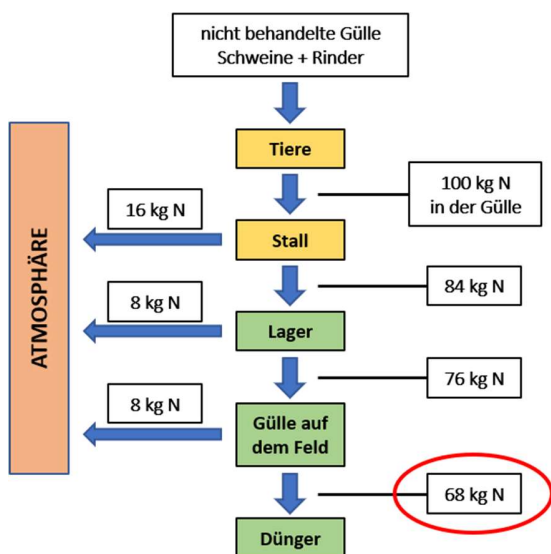 nicht behandelte Gülle
Schweine + Rinder
Tiere
100 kg N
in der Gülle
16 kg N
Stall
84 kg N
ATMOSPHÄRE
8 kg N
Lager
76 kg N
8 kg N
Gülle auf
dem Feld
68 kg N
Dünger